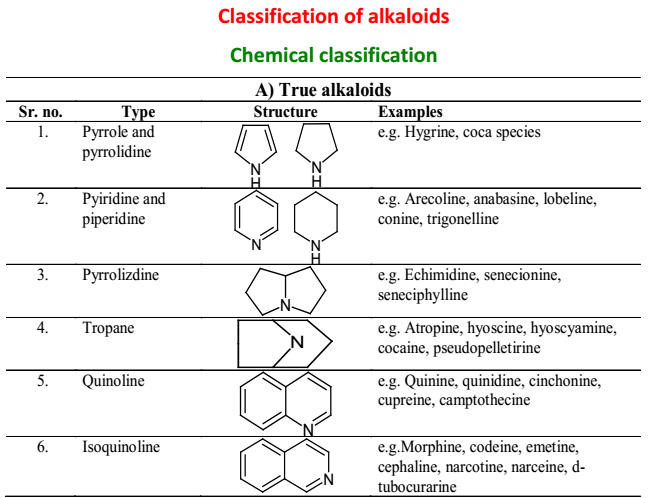 Classification of alkaloids
Chemical classification
A) True alkaloids
Sr. no. Type Structure Examples
1. Pyrrole and pyrrolidine N H N H e.g. Hygrine, coca species
2. Pyiridine and piperidine N N H e.g. Arecoline, anabasine, lobeline, conine, trigonelline
3. Pyrrolizdine N e.g. Echimidine, senecionine, seneciphylline
4. Tropane N e.g. Atropine, hyoscine, hyoscyamine, cocaine, pseudopelletirine
5. Quinoline N e.g. Quinine, quinidine, cinchonine, cupreine, camptothecine
6. Isoquinoline N e.g.Morphine, codeine, emetine, cephaline, narcotine, narceine, d-tubocurarine